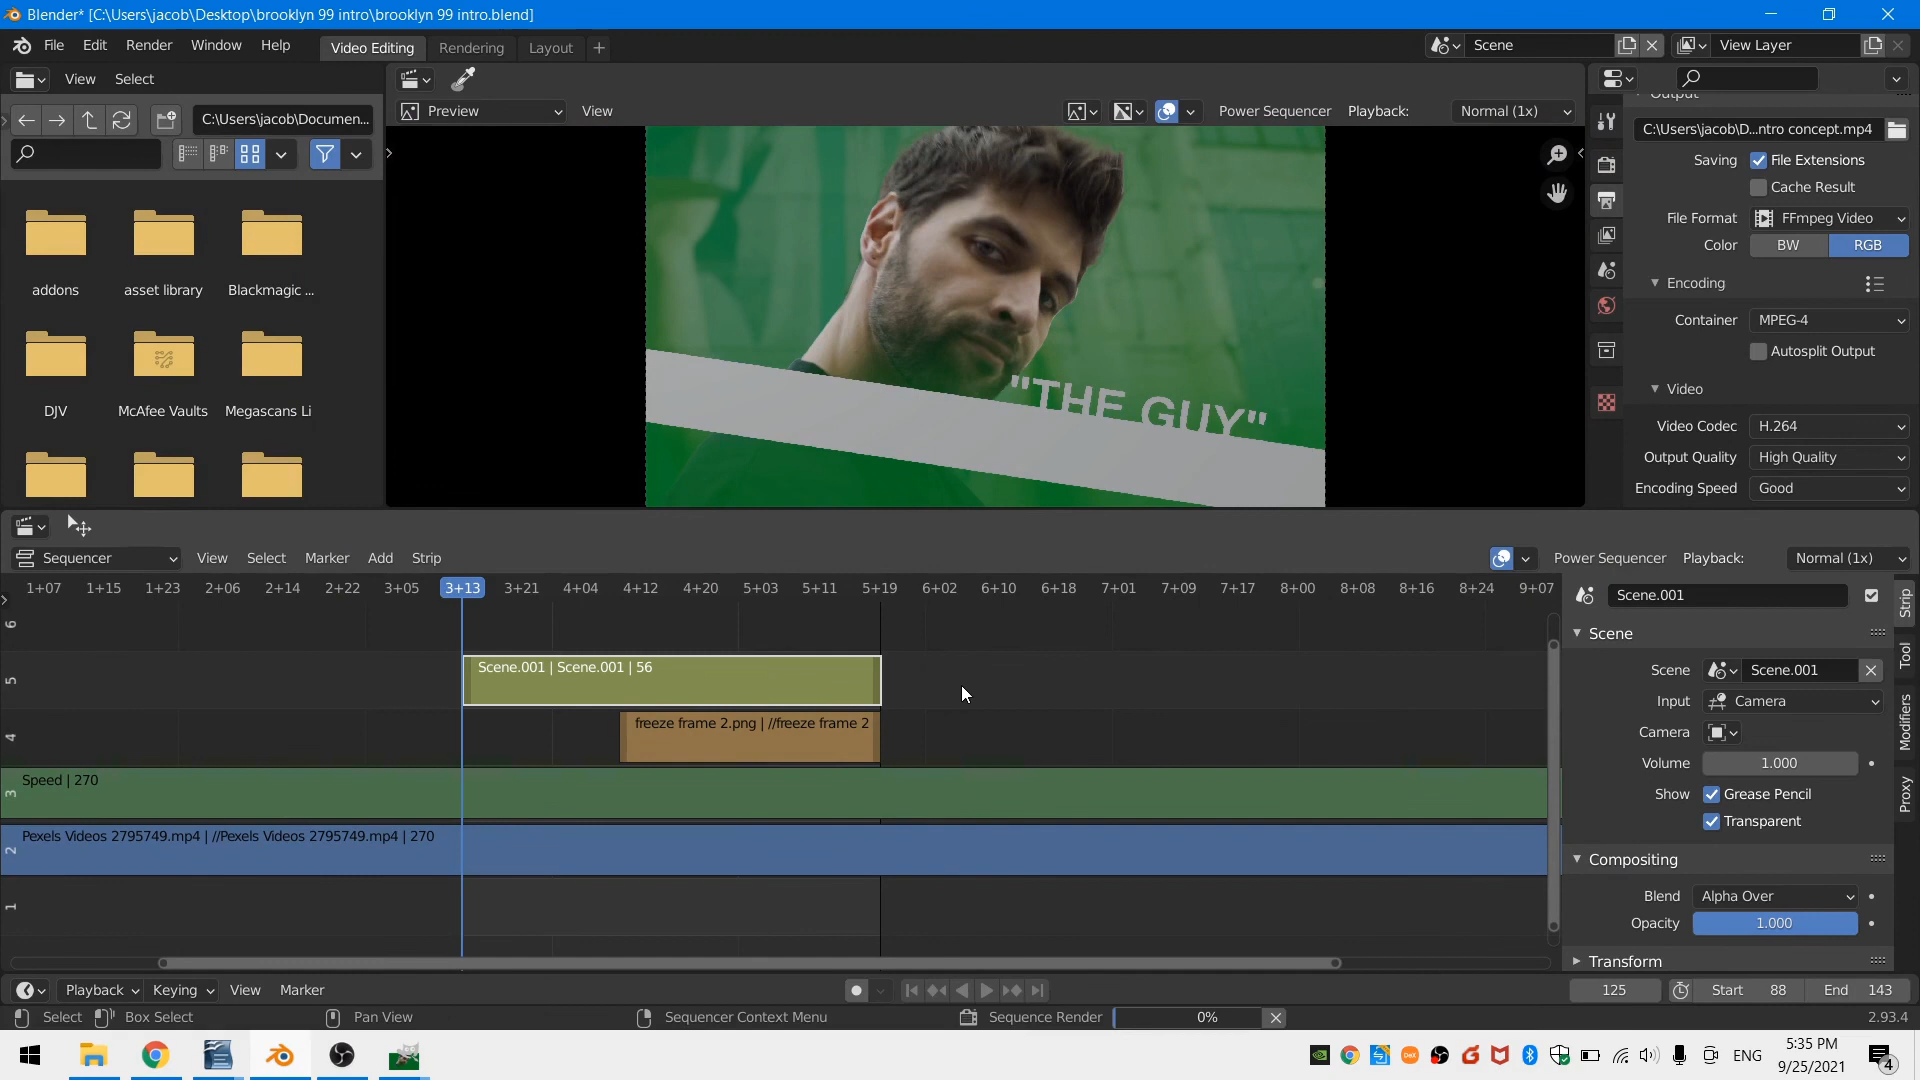 Blender* [C:\Users\jacob\Desktop\brooklyn 99 intro\brooklyn 99 intro.blend]
File Edit Render Window Help Video Editing Rendering Layout + Scene View Layer
View Select
C:\Users\jacob\Documen...
Preview View Power Sequencer Playback: Normal (1x)
addons asset library Blackmagic ...
DJV McAfee Vaults Megascans Li
"THE GUY"
Output
C:\Users\jacob\D...ntro concept.mp4
Saving File Extensions
Cache Result
File Format FFmpeg Video
Color BW RGB
Encoding
Container MPEG-4
Autosplit Output
Video
Video Codec H.264
Output Quality High Quality
Encoding Speed Good
Sequencer View Select Marker Add Strip Power Sequencer Playback: Normal (1x)
1+07 1+15 1+23 2+06 2+14 2+22 3+05 3+13 3+21 4+04 4+12 4+20 5+03 5+11 5+19 6+02 6+10 6+18 7+01 7+09 7+17 8+00 8+08 8+16 8+24 9+07
6
5 Scene.001 | Scene.001 | 56
4 freeze frame 2.png | //freeze frame 2
3 Speed | 270
2 Pexels Videos 2795749.mp4 | //Pexels Videos 2795749.mp4 | 270
1
Scene.001
Scene
Scene Scene.001
Input Camera
Camera
Volume 1.000
Show Grease Pencil
Transparent
Compositing
Blend Alpha Over
Opacity 1.000
Transform
Strip
Tool
Modifiers
Proxy
Playback Keying View Marker 125 Start 88 End 143
Select Box Select Pan View Sequencer Context Menu Sequence Render 0% 2.93.4
ENG
5:35 PM
9/25/2021
4